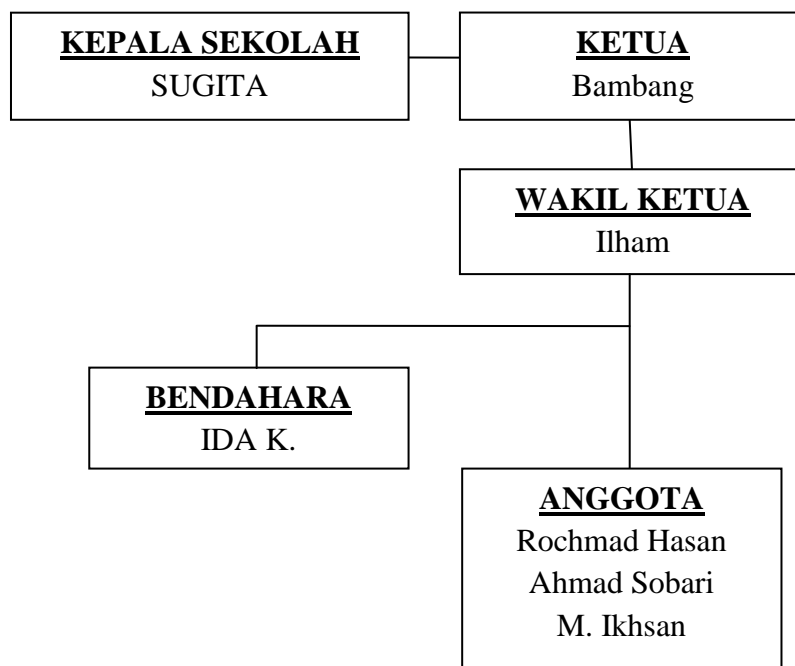 KEPALA SEKOLAH
SUGITA
KETUA
Bambang
WAKIL KETUA
Ilham
BENDAHARA
IDA K.
ANGGOTA
Rochmad Hasan
Ahmad Sobari
M. Ikhsan